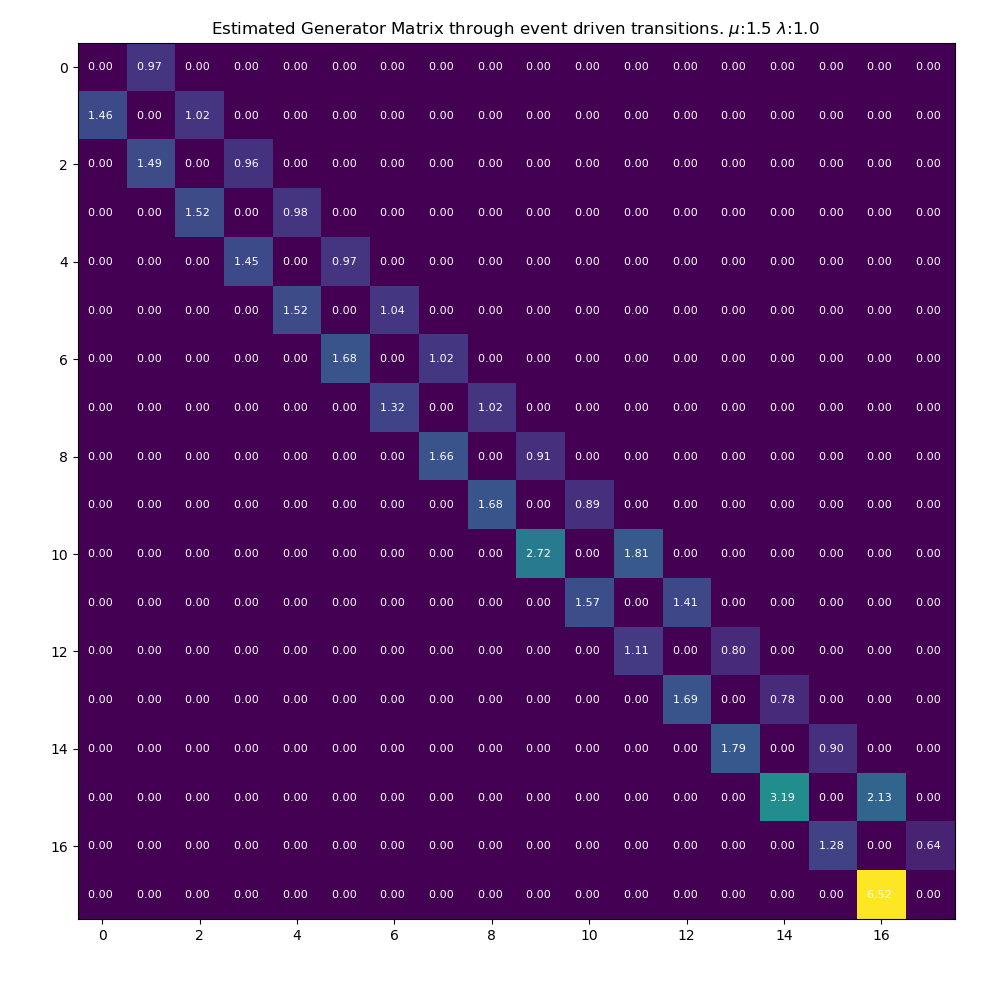 Estimated Generator Matrix through event driven transitions. μ:1.5 λ:1.0
0 0.00 0.97 0.00 0.00 0.00 0.00 0.00 0.00 0.00 0.00 0.00 0.00 0.00 0.00 0.00 0.00 0.00 0.00
1.46 0.00 1.02 0.00 0.00 0.00 0.00 0.00 0.00 0.00 0.00 0.00 0.00 0.00 0.00 0.00 0.00 0.00
2 0.00 1.49 0.00 0.96 0.00 0.00 0.00 0.00 0.00 0.00 0.00 0.00 0.00 0.00 0.00 0.00 0.00 0.00
0.00 0.00 1.52 0.00 0.98 0.00 0.00 0.00 0.00 0.00 0.00 0.00 0.00 0.00 0.00 0.00 0.00 0.00
4 0.00 0.00 0.00 1.45 0.00 0.97 0.00 0.00 0.00 0.00 0.00 0.00 0.00 0.00 0.00 0.00 0.00 0.00
0.00 0.00 0.00 0.00 1.52 0.00 1.04 0.00 0.00 0.00 0.00 0.00 0.00 0.00 0.00 0.00 0.00 0.00
6 0.00 0.00 0.00 0.00 0.00 1.68 0.00 1.02 0.00 0.00 0.00 0.00 0.00 0.00 0.00 0.00 0.00 0.00
0.00 0.00 0.00 0.00 0.00 0.00 1.32 0.00 1.02 0.00 0.00 0.00 0.00 0.00 0.00 0.00 0.00 0.00
8 0.00 0.00 0.00 0.00 0.00 0.00 0.00 1.66 0.00 0.91 0.00 0.00 0.00 0.00 0.00 0.00 0.00 0.00
0.00 0.00 0.00 0.00 0.00 0.00 0.00 0.00 1.68 0.00 0.89 0.00 0.00 0.00 0.00 0.00 0.00 0.00
10 0.00 0.00 0.00 0.00 0.00 0.00 0.00 0.00 0.00 2.72 0.00 1.81 0.00 0.00 0.00 0.00 0.00 0.00
0.00 0.00 0.00 0.00 0.00 0.00 0.00 0.00 0.00 0.00 1.57 0.00 1.41 0.00 0.00 0.00 0.00 0.00
12 0.00 0.00 0.00 0.00 0.00 0.00 0.00 0.00 0.00 0.00 0.00 1.11 0.00 0.80 0.00 0.00 0.00 0.00
0.00 0.00 0.00 0.00 0.00 0.00 0.00 0.00 0.00 0.00 0.00 0.00 1.69 0.00 0.78 0.00 0.00 0.00
14 0.00 0.00 0.00 0.00 0.00 0.00 0.00 0.00 0.00 0.00 0.00 0.00 0.00 1.79 0.00 0.90 0.00 0.00
0.00 0.00 0.00 0.00 0.00 0.00 0.00 0.00 0.00 0.00 0.00 0.00 0.00 0.00 3.19 0.00 2.13 0.00
16 0.00 0.00 0.00 0.00 0.00 0.00 0.00 0.00 0.00 0.00 0.00 0.00 0.00 0.00 0.00 1.28 0.00 0.64
0.00 0.00 0.00 0.00 0.00 0.00 0.00 0.00 0.00 0.00 0.00 0.00 0.00 0.00 0.00 0.00 6.52 0.00
0 2 4 6 8 10 12 14 16